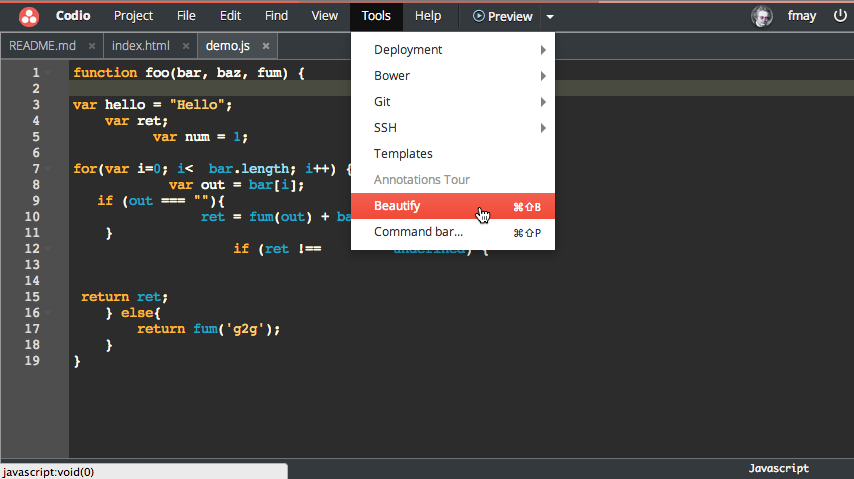 Codio Project File Edit Find View Tools Help Preview fmay
README.md × index.html × demo.js ×
Deployment
Bower
Git
SSH
Templates
Annotations Tour
Beautify ⌘⇧B
Command bar... ⌘⇧P
1 function foo(bar, baz, fum) {
2
3 var hello = "Hello";
4 var ret;
5 var num = 1;
6
7 for(var i=0; i< bar.length; i++) {
8 var out = bar[i];
9 if (out === ""){
10 ret = fum(out) + ba
11 }
12 if (ret !== undefined) {
13
14
15 return ret;
16 } else{
17 return fum('g2g');
18 }
19 }
javascript:void(0)
Javascript